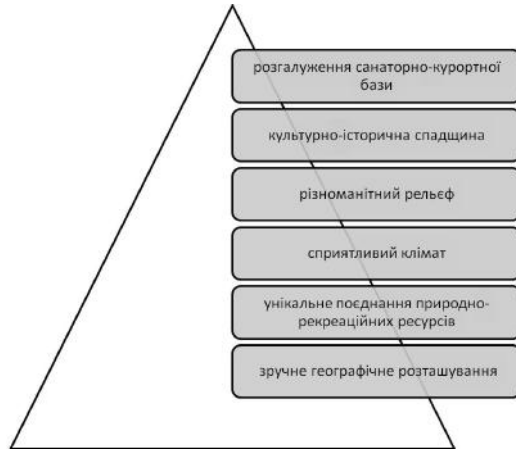 розгалуження санаторно-курортної
бази
культурно-історична спадщина
різноманітний рельєф
сприятливий клімат
унікальне поєднання природно-
рекреаційних ресурсів
зручне географічне розташування